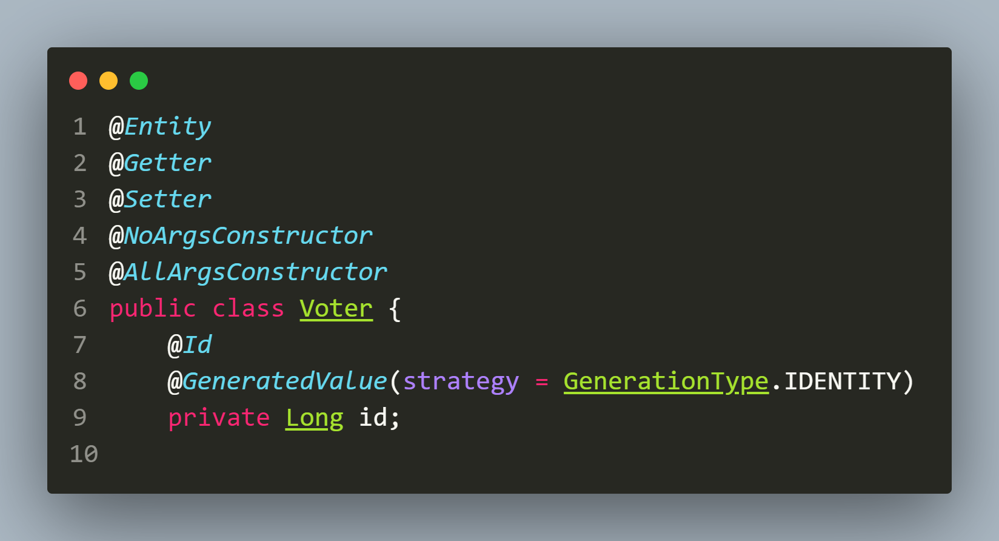 1 @Entity
2 @Getter
3 @Setter
4 @NoArgsConstructor
5 @AllArgsConstructor
6 public class Voter {
7     @Id
8     @GeneratedValue(strategy = GenerationType.IDENTITY)
9     private Long id;
10